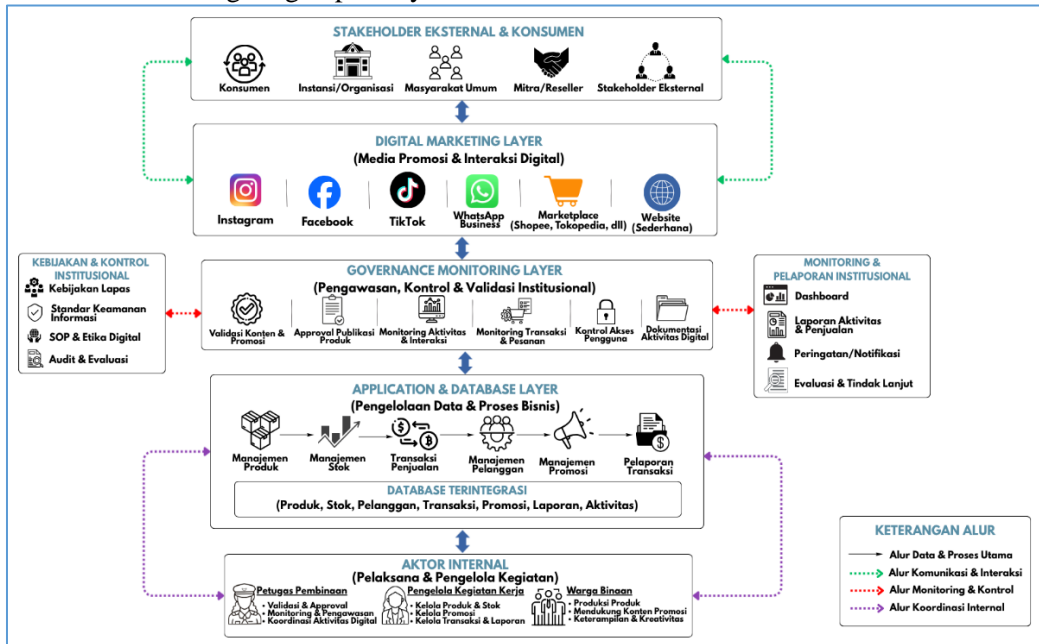 STAKEHOLDER EKSTERNAL & KONSUMEN
Konsumen
Instansi/Organisasi
Masyarakat Umum
Mitra/Reseller
Stakeholder Eksternal
DIGITAL MARKETING LAYER
(Media Promosi & Interaksi Digital)
Instagram
Facebook
TikTok
WhatsApp
Business
Marketplace
(Shopee, Tokopedia, dll)
Website
(Sederhana)
KEBIJAKAN & KONTROL
INSTITUSIONAL
Kebijakan Lapas
Standar Keamanan
Informasi
SOP & Etika Digital
Audit & Evaluasi
GOVERNANCE MONITORING LAYER
(Pengawasan, Kontrol & Validasi Institusional)
Validasi Konten &
Promosi
Approval Publikasi
Produk
Monitoring Aktivitas
& Interaksi
Monitoring Transaksi
& Pesanan
Kontrol Akses
Pengguna
Dokumentasi
Aktivitas Digital
MONITORING &
PELAPORAN INSTITUSIONAL
Dashboard
Laporan Aktivitas
& Penjualan
Peringatan/Notifikasi
Evaluasi & Tindak Lanjut
APPLICATION & DATABASE LAYER
(Pengelolaan Data & Proses Bisnis)
Manajemen
Produk
Manajemen
Stok
Transaksi
Penjualan
Manajemen
Pelanggan
Manajemen
Promosi
Pelaporan
Transaksi
DATABASE TERINTEGRASI
(Produk, Stok, Pelanggan, Transaksi, Promosi, Laporan, Aktivitas)
AKTOR INTERNAL
(Pelaksana & Pengelola Kegiatan)
Petugas Pembinaan
• Validasi & Approval
• Monitoring & Pengawasan
• Koordinasi Aktivitas Digital
Pengelola Kegiatan Kerja
• Kelola Produk & Stok
• Kelola Promosi
• Kelola Transaksi & Laporan
Warga Binaan
• Produksi Produk
• Mendukung Konten Promosi
• Keterampilan & Kreativitas
KETERANGAN ALUR
Alur Data & Proses Utama
Alur Komunikasi & Interaksi
Alur Monitoring & Kontrol
Alur Koordinasi Internal